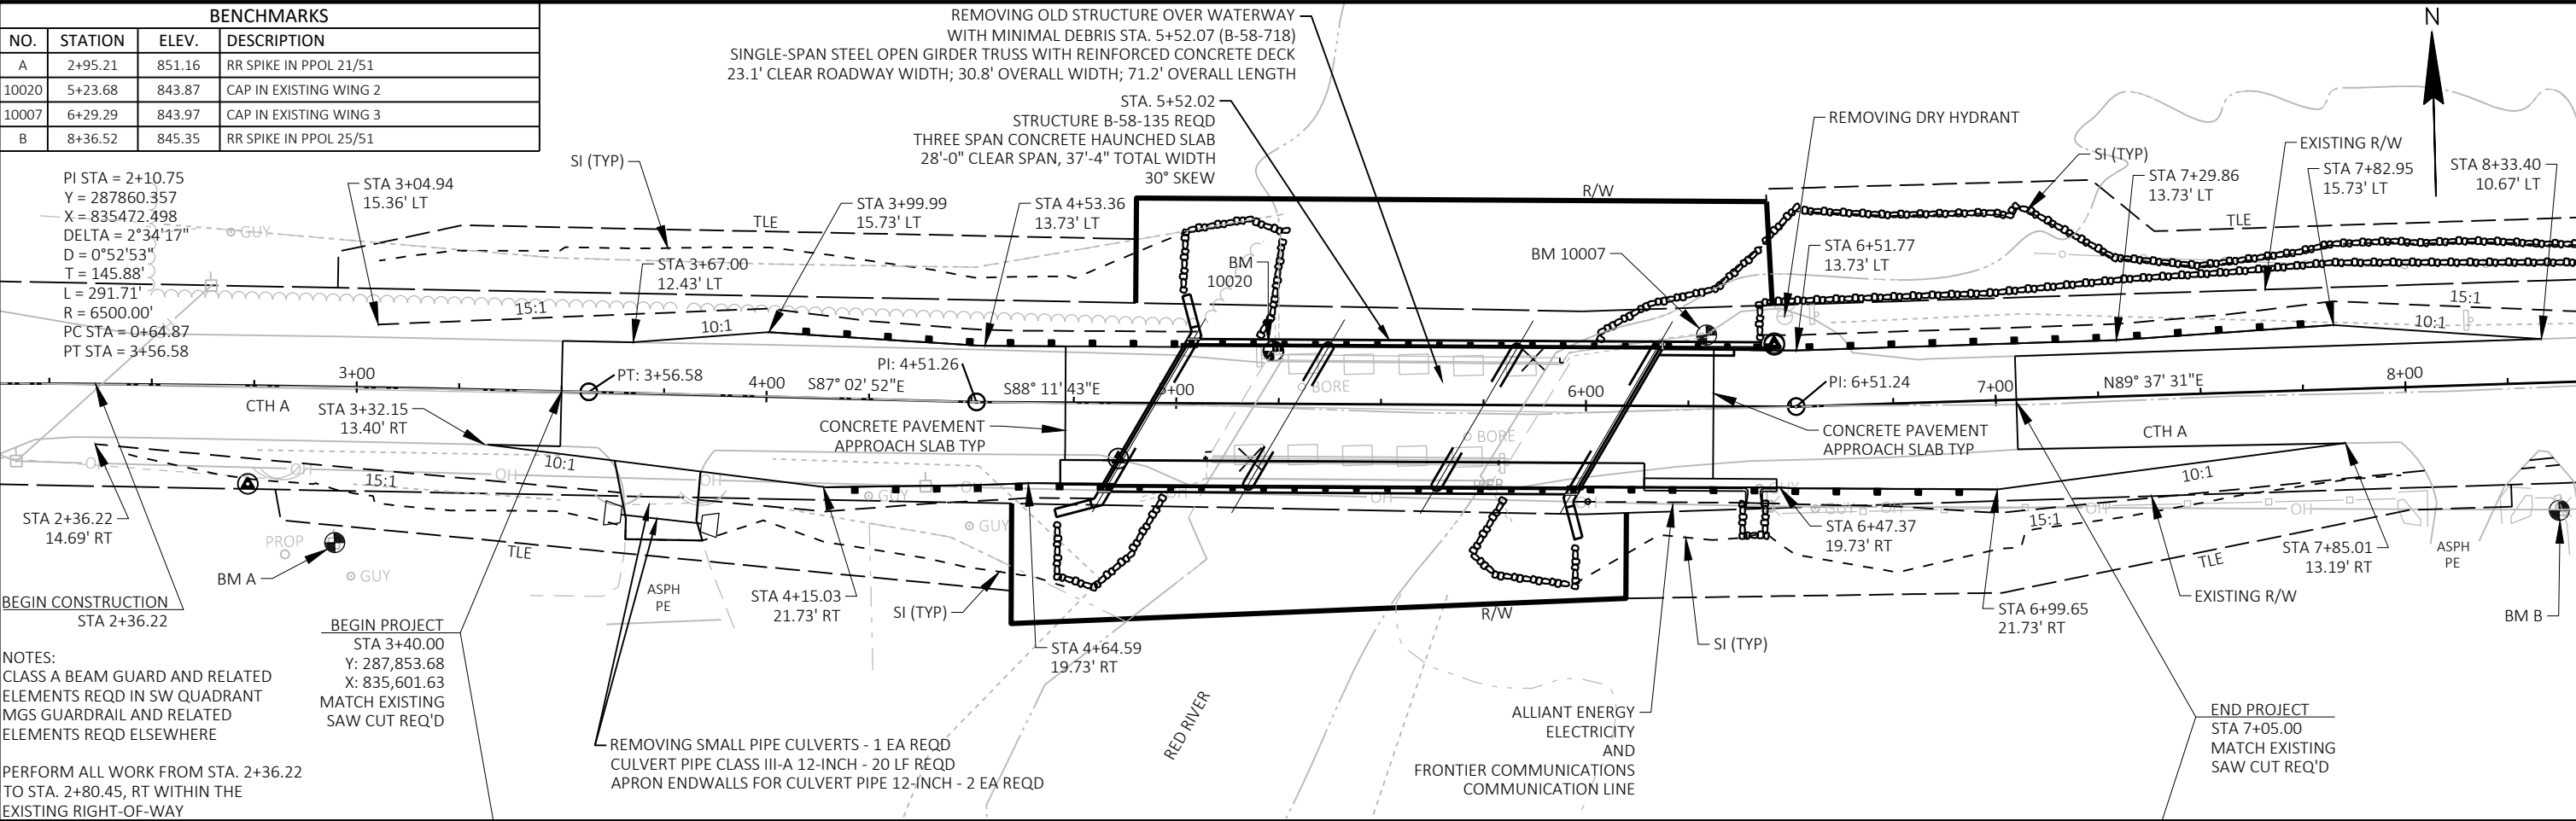 BENCHMARKS
NO. STATION ELEV. DESCRIPTION
A 2+95.21 851.16 RR SPIKE IN PPOL 21/51
10020 5+23.68 843.87 CAP IN EXISTING WING 2
10007 6+29.29 843.97 CAP IN EXISTING WING 3
B 8+36.52 845.35 RR SPIKE IN PPOL 25/51
REMOVING OLD STRUCTURE OVER WATERWAY
WITH MINIMAL DEBRIS STA. 5+52.07 (B-58-718)
SINGLE-SPAN STEEL OPEN GIRDER TRUSS WITH REINFORCED CONCRETE DECK
23.1' CLEAR ROADWAY WIDTH; 30.8' OVERALL WIDTH; 71.2' OVERALL LENGTH
STA. 5+52.02
STRUCTURE B-58-135 REQD
THREE SPAN CONCRETE HAUNCHED SLAB
28'-0" CLEAR SPAN, 37'-4" TOTAL WIDTH
30° SKEW
N
REMOVING DRY HYDRANT
EXISTING R/W
SI (TYP)
SI (TYP)
PI STA = 2+10.75
Y = 287860.357
X = 835472.498
DELTA = 2°34'17"
D = 0°52'53"
T = 145.88'
L = 291.71'
R = 6500.00'
PC STA = 0+64.87
PT STA = 3+56.58
GUY
STA 3+04.94
15.36' LT
STA 3+67.00
12.43' LT
TLE
STA 3+99.99
15.73' LT
STA 4+53.36
13.73' LT
R/W
BM
10020
BM 10007
STA 6+51.77
13.73' LT
STA 7+29.86
13.73' LT
STA 7+82.95
15.73' LT
STA 8+33.40
10.67' LT
TLE
15:1
10:1
15:1
10:1
3+00
PT: 3+56.58
4+00
S87° 02' 52"E
PI: 4+51.26
S88° 11' 43"E
5+00
BORE
6+00
PI: 6+51.24
7+00
N89° 37' 31"E
8+00
CTH A
STA 3+32.15
13.40' RT
CONCRETE PAVEMENT
APPROACH SLAB TYP
BORE
CONCRETE PAVEMENT
APPROACH SLAB TYP
CTH A
OH
OH
OH
OH
OH
OH
OH
OH
OH
OH
OH
10:1
15:1
10:1
15:1
GUY
GUY
GUY
STA 2+36.22
14.69' RT
PROP
GUY
BM A
TLE
ASPH
PE
STA 4+15.03
21.73' RT
SI (TYP)
STA 4+64.59
19.73' RT
R/W
SI (TYP)
STA 6+47.37
19.73' RT
STA 6+99.65
21.73' RT
TLE
EXISTING R/W
STA 7+85.01
13.19' RT
ASPH
PE
BM B
BEGIN CONSTRUCTION
STA 2+36.22
BEGIN PROJECT
STA 3+40.00
Y: 287,853.68
X: 835,601.63
MATCH EXISTING
SAW CUT REQ'D
NOTES:
CLASS A BEAM GUARD AND RELATED
ELEMENTS REQD IN SW QUADRANT
MGS GUARDRAIL AND RELATED
ELEMENTS REQD ELSEWHERE
PERFORM ALL WORK FROM STA. 2+36.22
TO STA. 2+80.45, RT WITHIN THE
EXISTING RIGHT-OF-WAY
REMOVING SMALL PIPE CULVERTS - 1 EA REQD
CULVERT PIPE CLASS III-A 12-INCH - 20 LF REQD
APRON ENDWALLS FOR CULVERT PIPE 12-INCH - 2 EA REQD
RED RIVER
ALLIANT ENERGY
ELECTRICITY
AND
FRONTIER COMMUNICATIONS
COMMUNICATION LINE
END PROJECT
STA 7+05.00
MATCH EXISTING
SAW CUT REQ'D